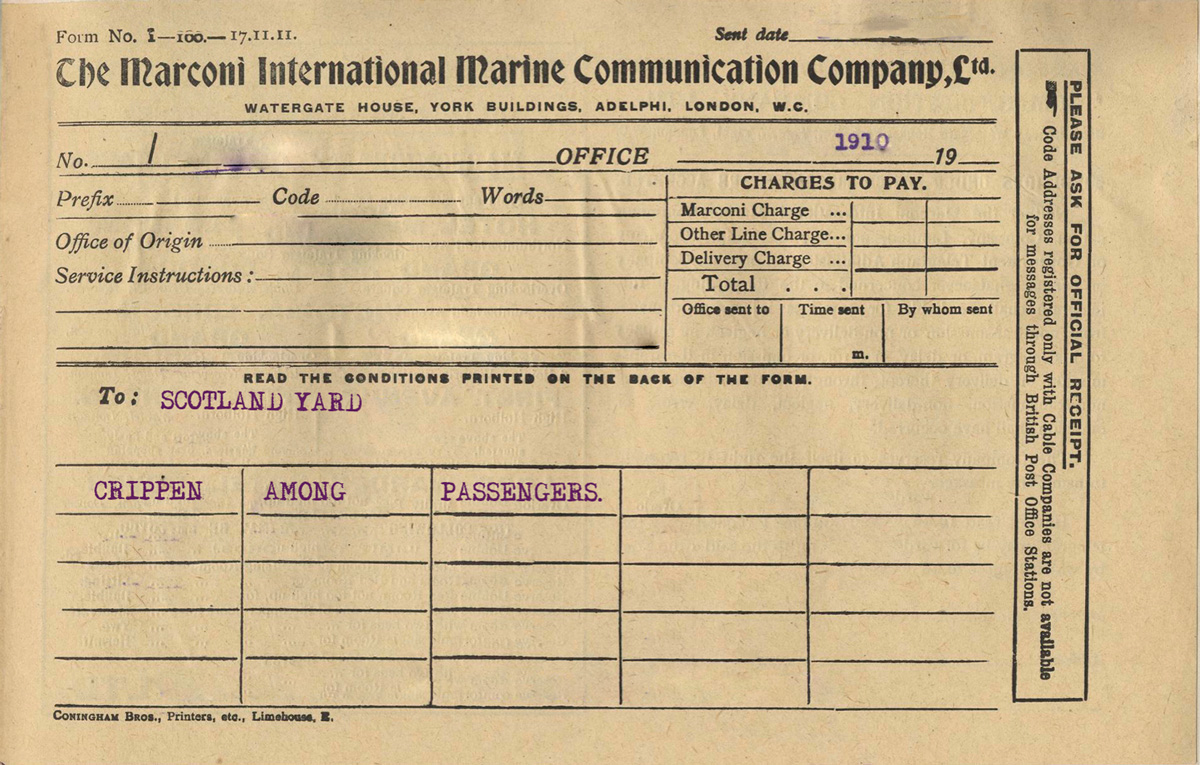 Form No. 1—100.—17.11.11.
Sent date
The Marconi International Marine Communication Company, Ltd.
WATERGATE HOUSE, YORK BUILDINGS, ADELPHI, LONDON, W.C.
No. 1 OFFICE 1910 19
Prefix Code Words
CHARGES TO PAY.
Marconi Charge ...
Office of Origin
Other Line Charge...
Delivery Charge ...
Service Instructions :
Total . .
Office sent to Time sent By whom sent
m.
READ THE CONDITIONS PRINTED ON THE BACK OF THE FORM.
To: SCOTLAND YARD
CRIPPEN AMONG PASSENGERS.
CONINGHAM BROS., Printers, etc., Limehouse, E.
PLEASE ASK FOR OFFICIAL RECEIPT.
Code Addresses registered only with Cable Companies are not available
for messages through British Post Office Stations.